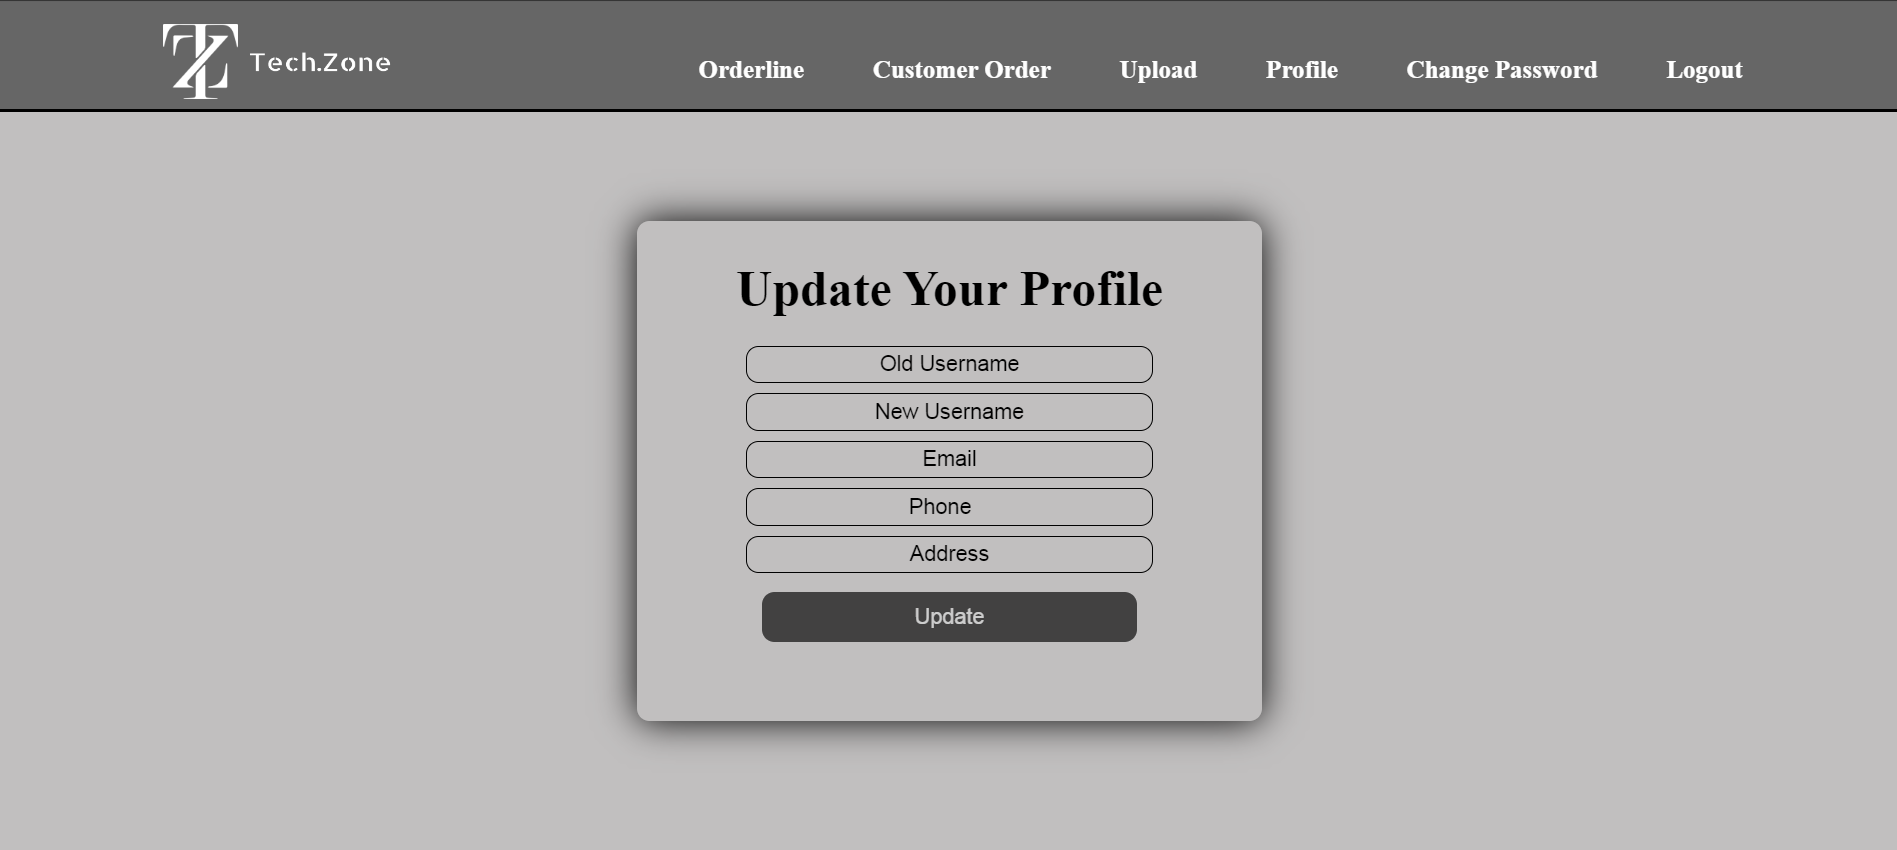 TZ Tech.Zone
Orderline Customer Order Upload Profile Change Password Logout
Update Your Profile
Old Username
New Username
Email
Phone
Address
Update